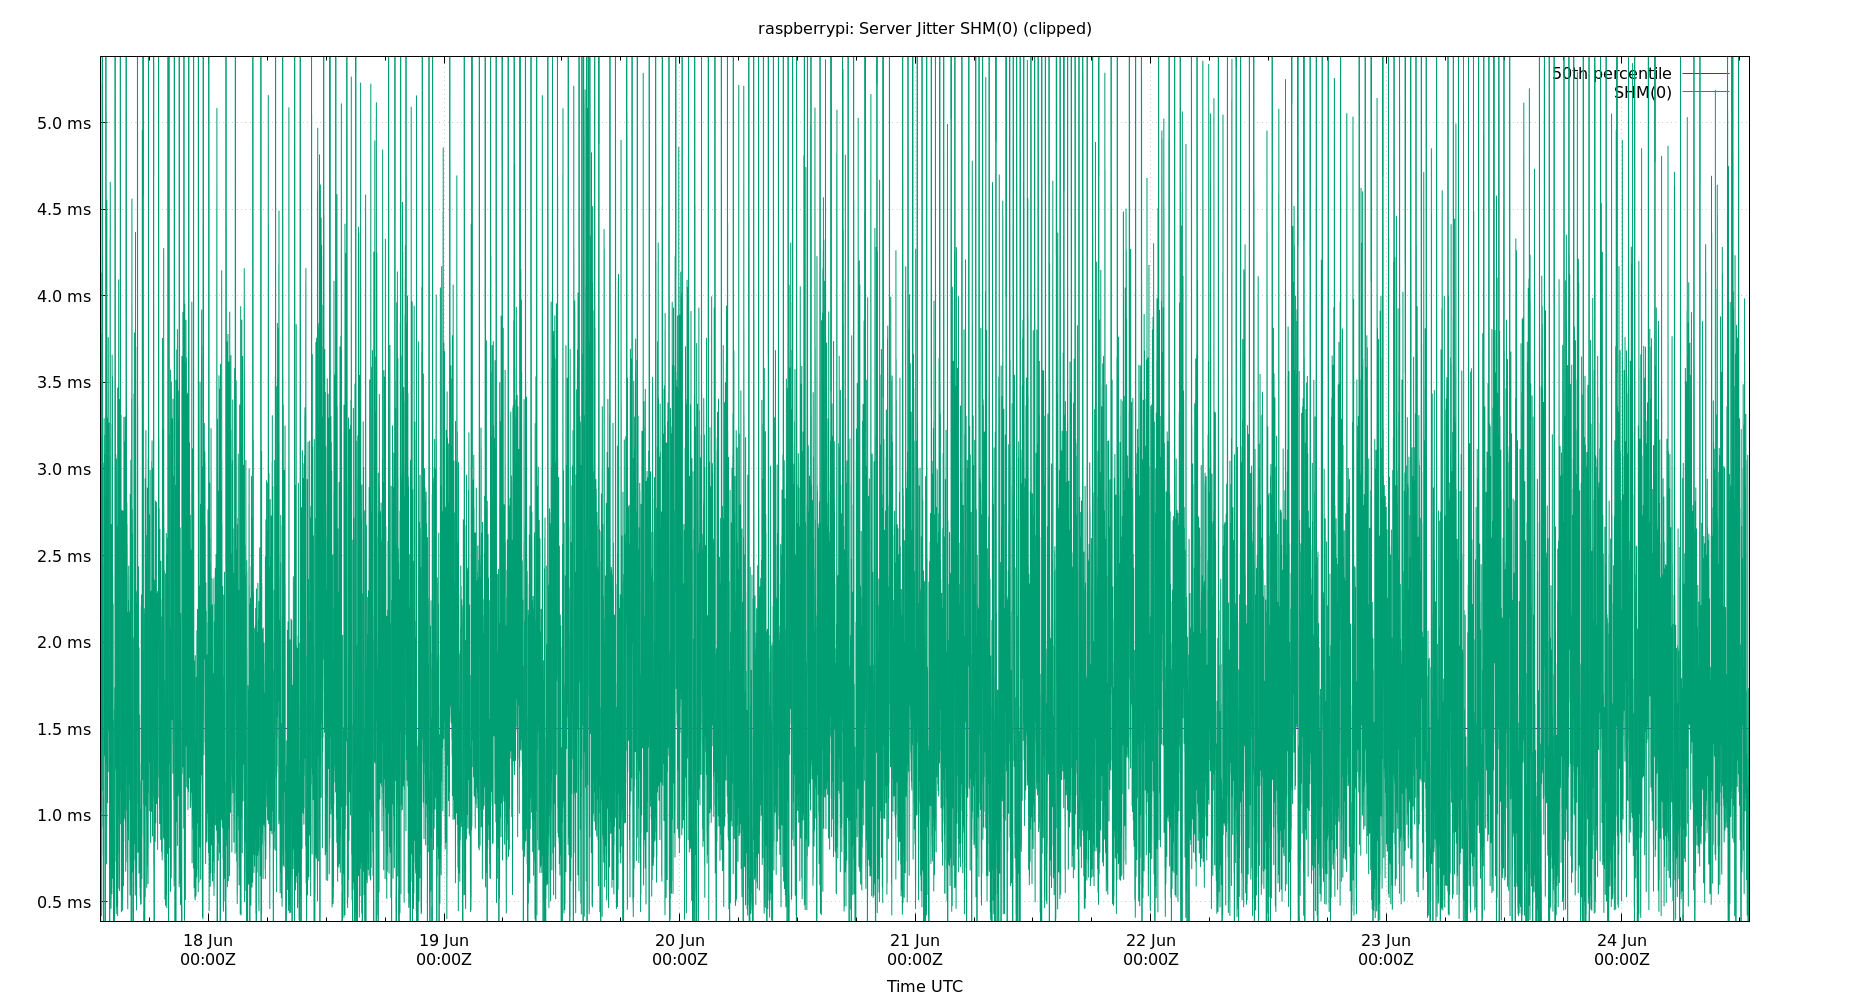 raspberrypi: Server Jitter SHM(0) (clipped)
50th percentile
SHM(0)
5.0 ms
4.5 ms
4.0 ms
3.5 ms
3.0 ms
2.5 ms
2.0 ms
1.5 ms
1.0 ms
0.5 ms
18 Jun 19 Jun 20 Jun 21 Jun 22 Jun 23 Jun 24 Jun
00:00Z 00:00Z 00:00Z 00:00Z 00:00Z 00:00Z 00:00Z
Time UTC